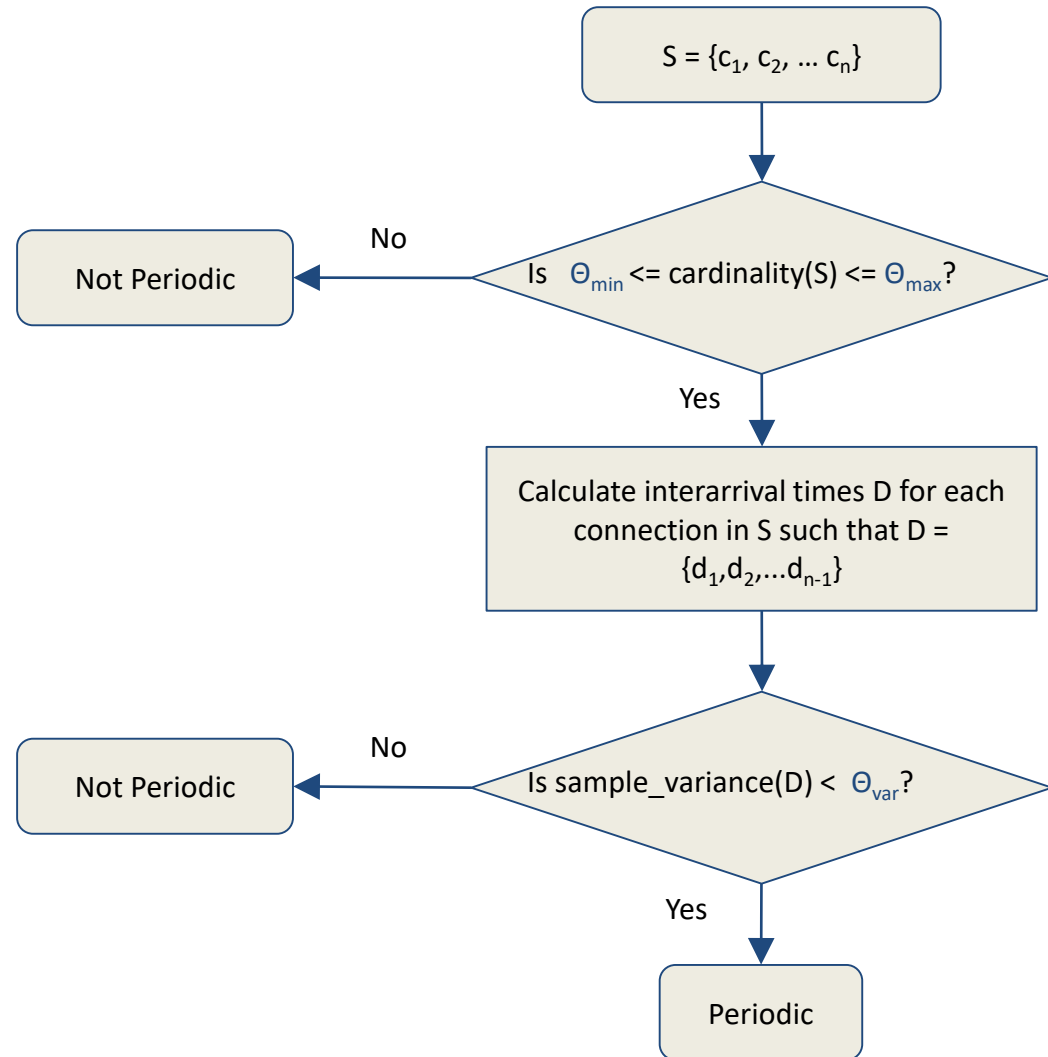 S = {c₁, c₂, … cₙ}
No
Not Periodic
Is Θₘᵢₙ <= cardinality(S) <= Θₘₐₓ?
Yes
Calculate interarrival times D for each
connection in S such that D =
{d₁,d₂,...dₙ₋₁}
No
Not Periodic
Is sample_variance(D) < Θᵥₐᵣ?
Yes
Periodic